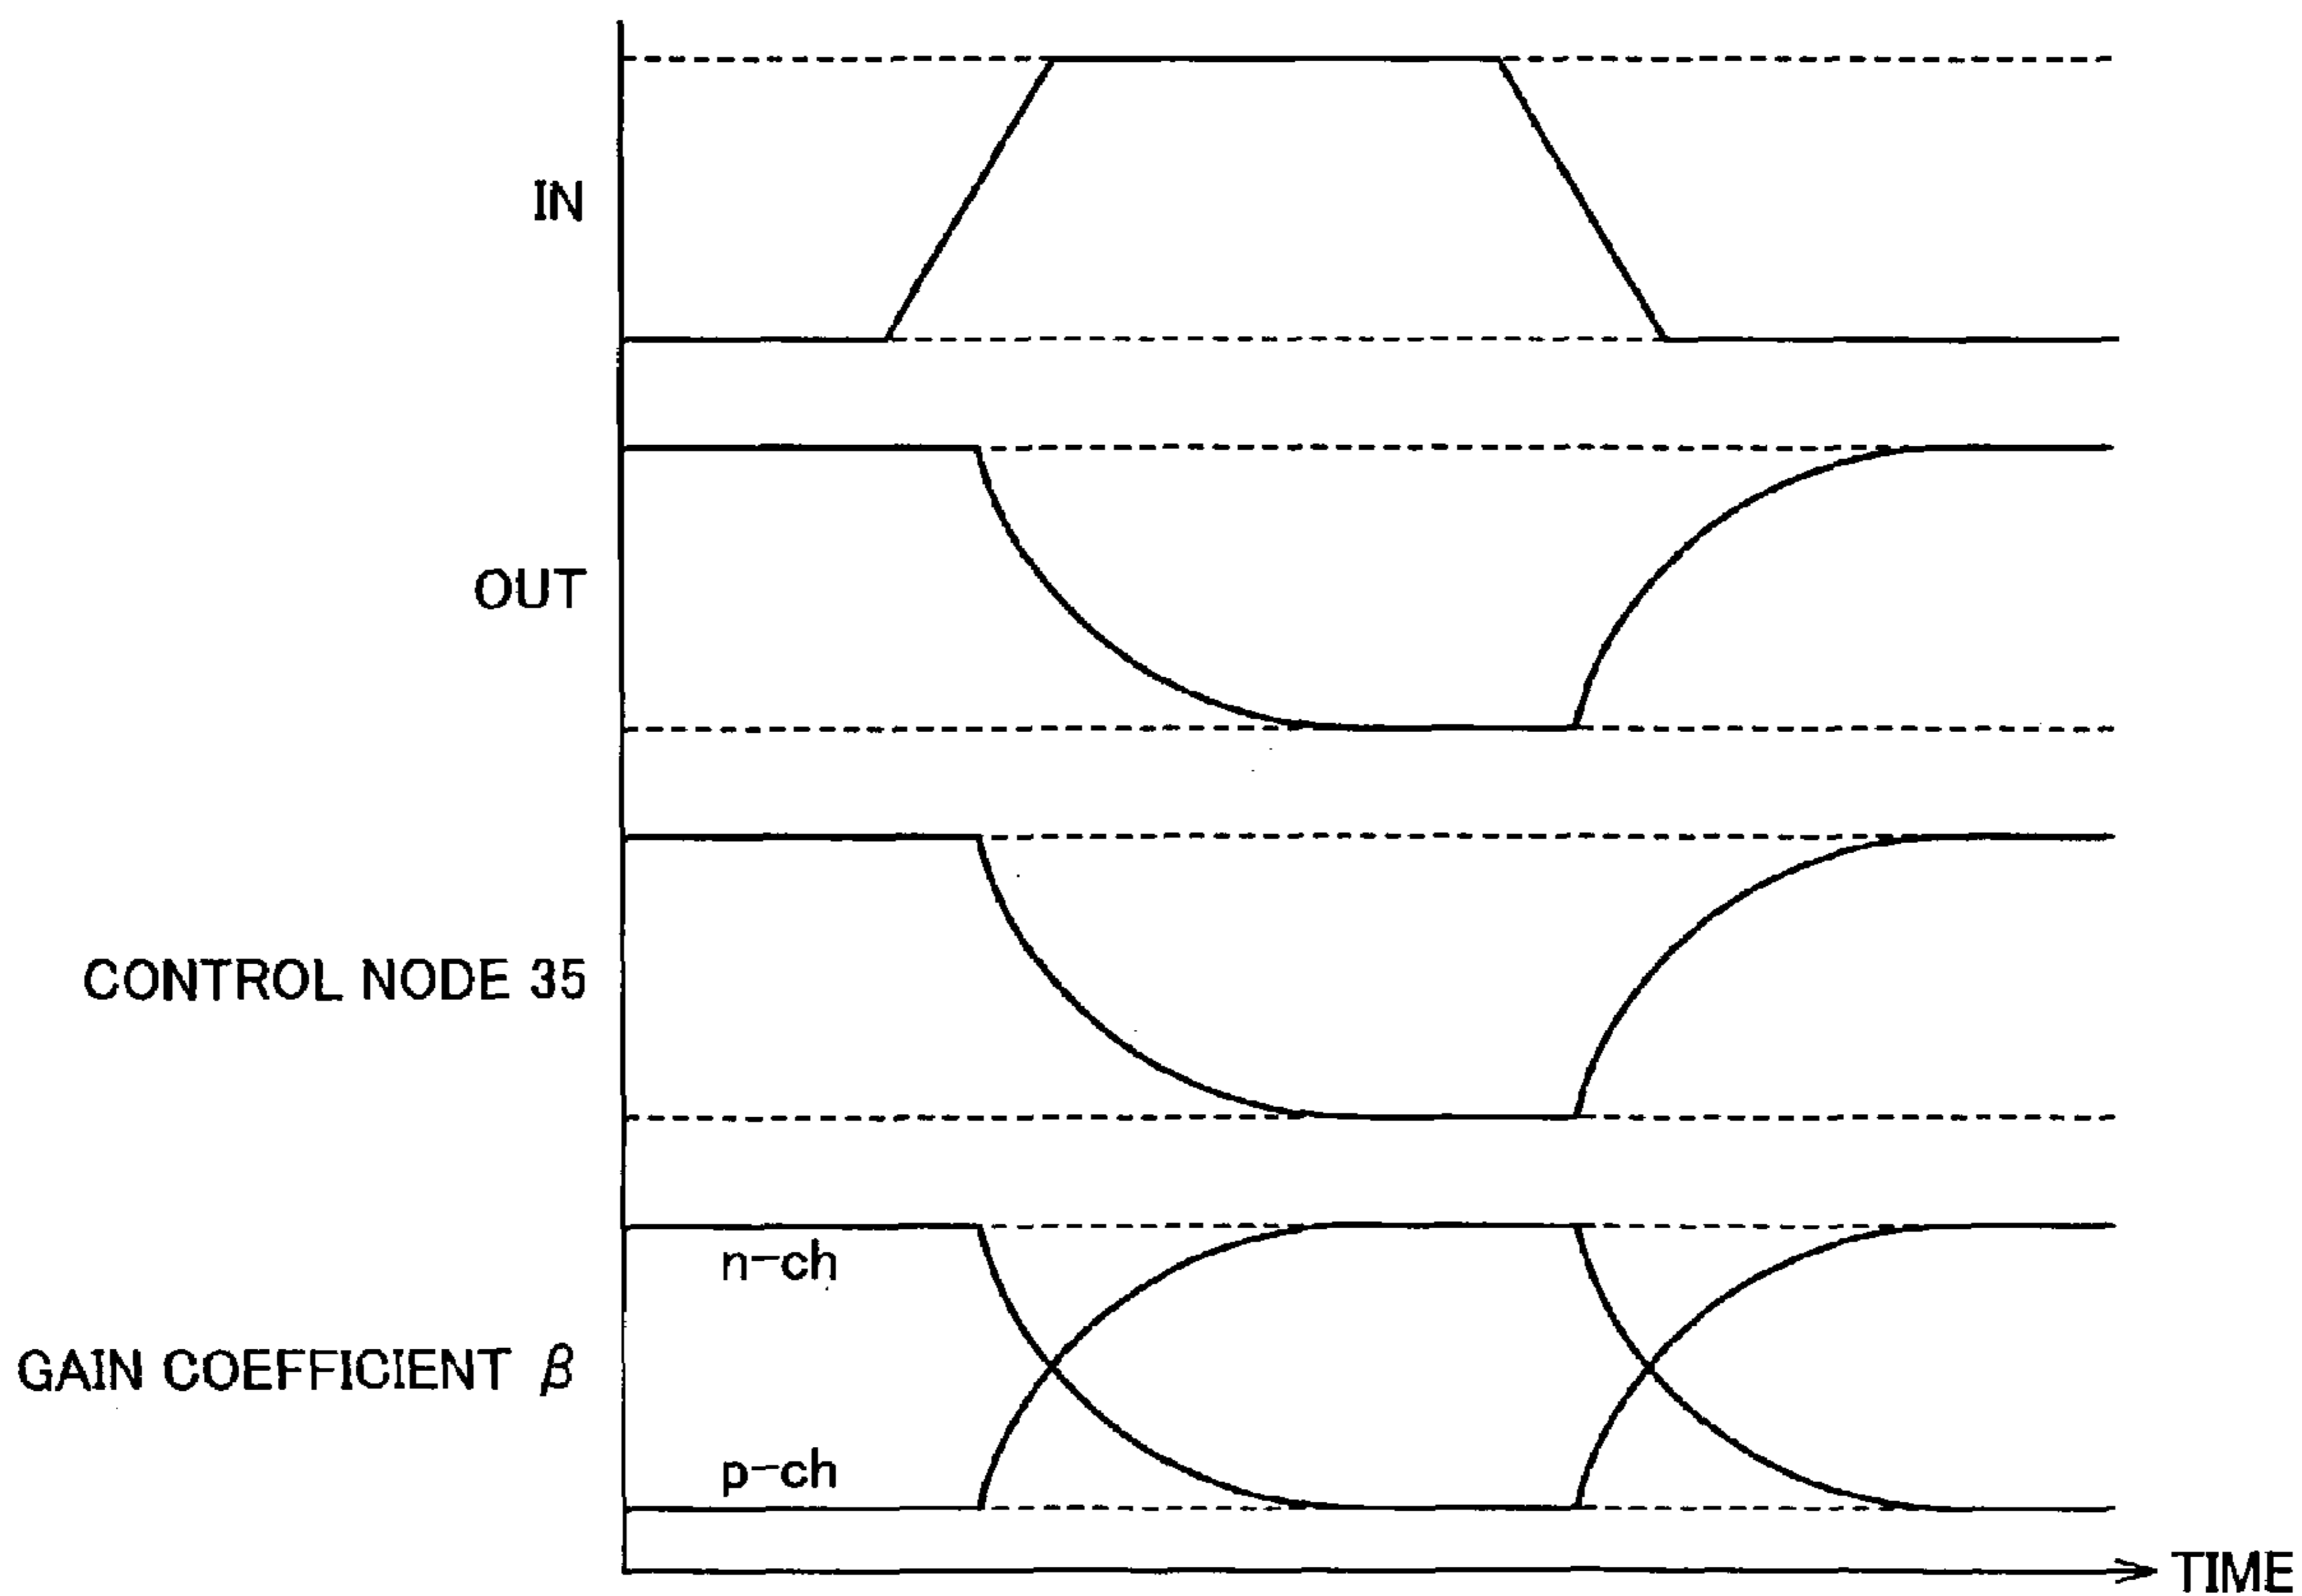 IN
OUT
CONTROL NODE 35
n-ch
GAIN COEFFICIENT β
p-ch
TIME